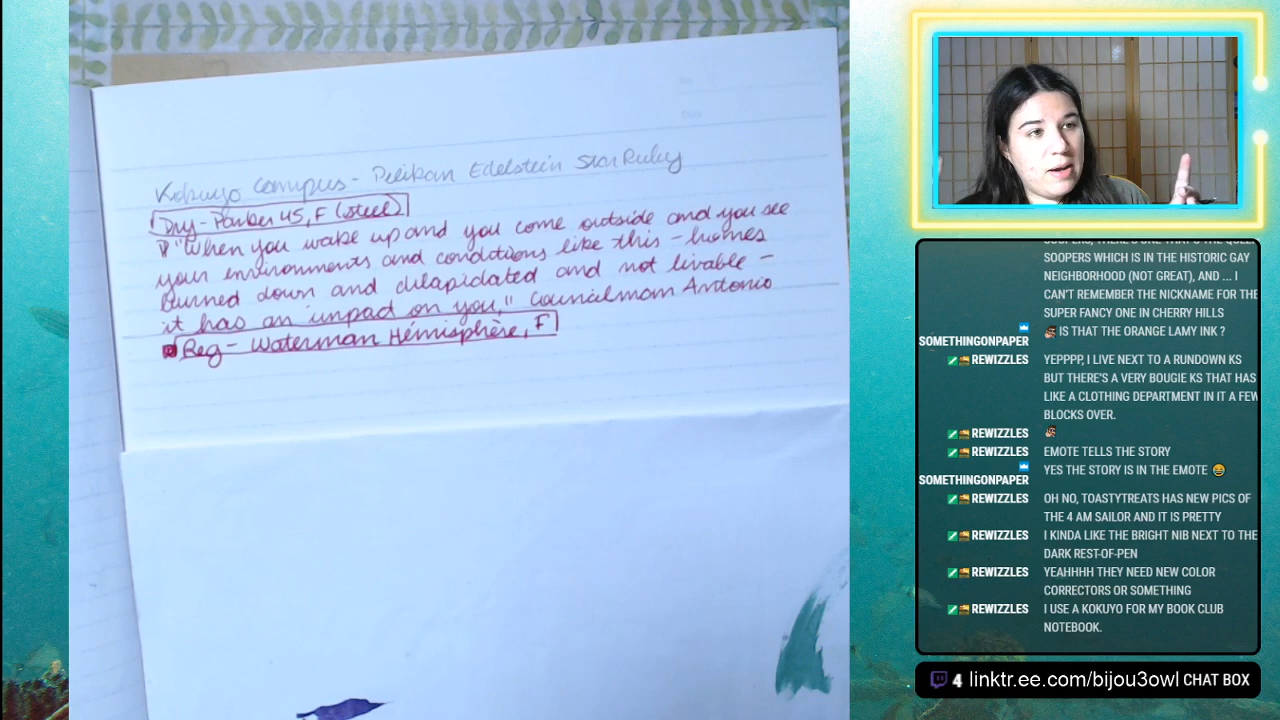 Kokuyo Campus - Pelikan Edelstein Star Ruby
Dry - Parker 45, F (steel)
"When you wake up and you come outside and you see
your environments and conditions like this - homes
burned down and dilapidated and not livable -
it has an impact on you," Councilman Antonio
Reg - Waterman Hémisphère, F
No.
Date
SOOPERS WHICH IS IN THE HISTORIC GAY
NEIGHBORHOOD (NOT GREAT), AND ... I
CAN'T REMEMBER THE NICKNAME FOR THE
SUPER FANCY ONE IN CHERRY HILLS
SOMETHINGONPAPER IS THAT THE ORANGE LAMY INK ?
REWIZZLES YEPPPP, I LIVE NEXT TO A RUNDOWN KS
BUT THERE'S A VERY BOUGIE KS THAT HAS
LIKE A CLOTHING DEPARTMENT IN IT A FEW
BLOCKS OVER.
REWIZZLES
REWIZZLES EMOTE TELLS THE STORY
SOMETHINGONPAPER YES THE STORY IS IN THE EMOTE 😅
REWIZZLES OH NO, TOASTYTREATS HAS NEW PICS OF
THE 4 AM SAILOR AND IT IS PRETTY
REWIZZLES I KINDA LIKE THE BRIGHT NIB NEXT TO THE
DARK REST-OF-PEN
REWIZZLES YEAHHHH THEY NEED NEW COLOR
CORRECTORS OR SOMETHING
REWIZZLES I USE A KOKUYO FOR MY BOOK CLUB
NOTEBOOK.
4 linktr.ee.com/bijou3owl CHAT BOX